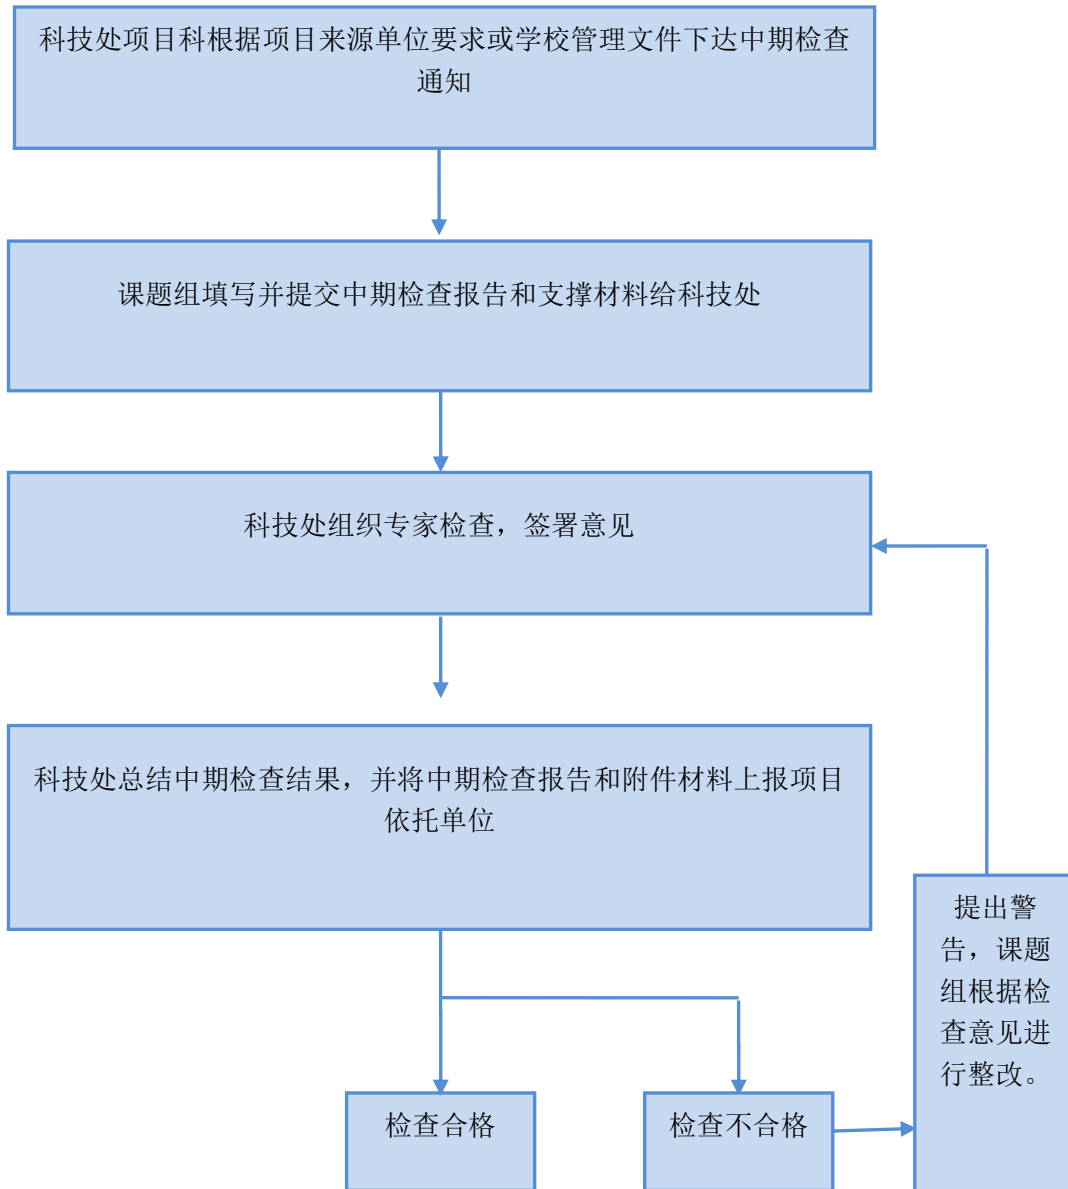 科技处项目科根据项目来源单位要求或学校管理文件下达中期检查
通知
课题组填写并提交中期检查报告和支撑材料给科技处
科技处组织专家检查，签署意见
科技处总结中期检查结果，并将中期检查报告和附件材料上报项目
依托单位
提出警
告，课题
组根据检
查意见进
行整改。
检查合格
检查不合格